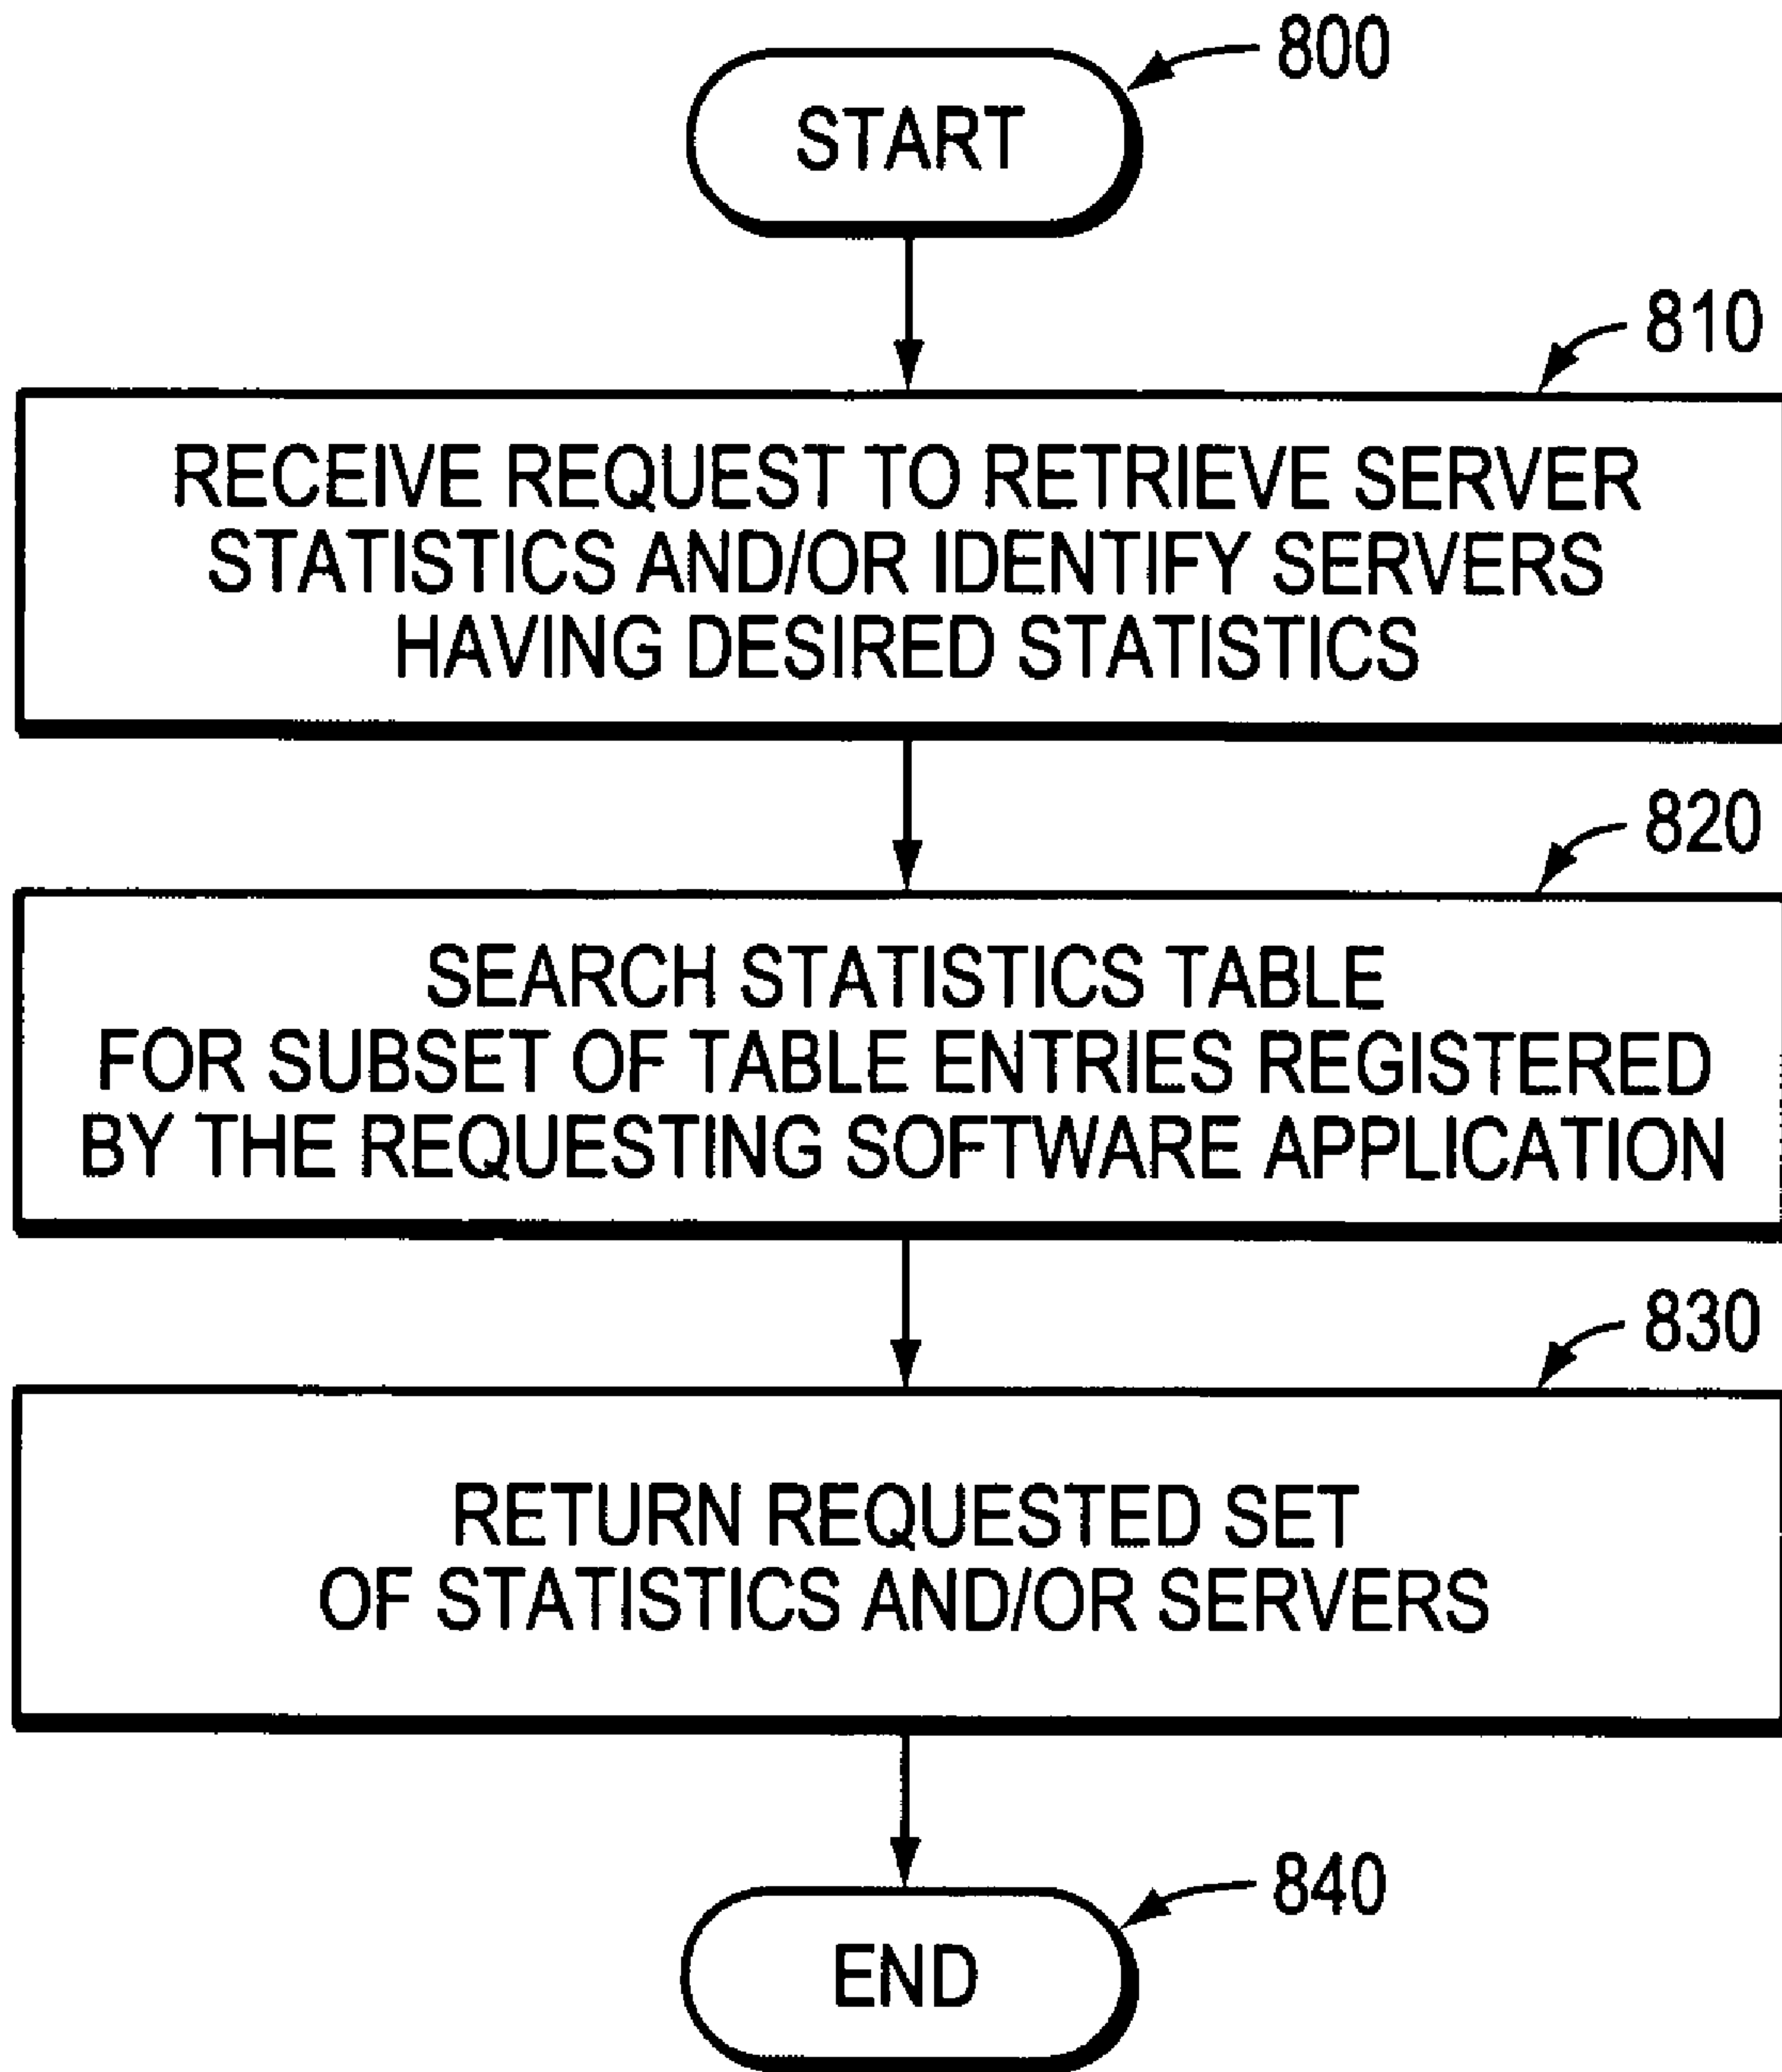 800
START
810
RECEIVE REQUEST TO RETRIEVE SERVER
STATISTICS AND/OR IDENTIFY SERVERS
HAVING DESIRED STATISTICS
820
SEARCH STATISTICS TABLE
FOR SUBSET OF TABLE ENTRIES REGISTERED
BY THE REQUESTING SOFTWARE APPLICATION
830
RETURN REQUESTED SET
OF STATISTICS AND/OR SERVERS
840
END